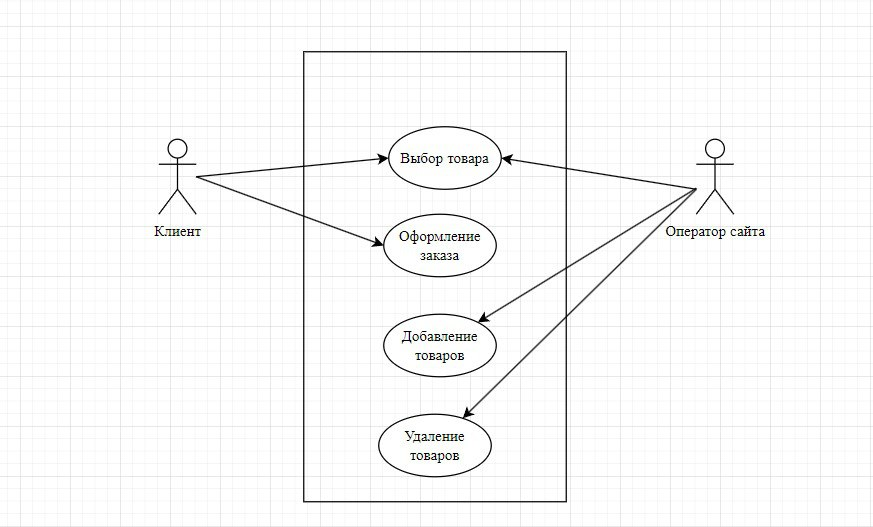 Выбор товара
Клиент
Оператор сайта
Оформление
заказа
Добавление
товаров
Удаление
товаров